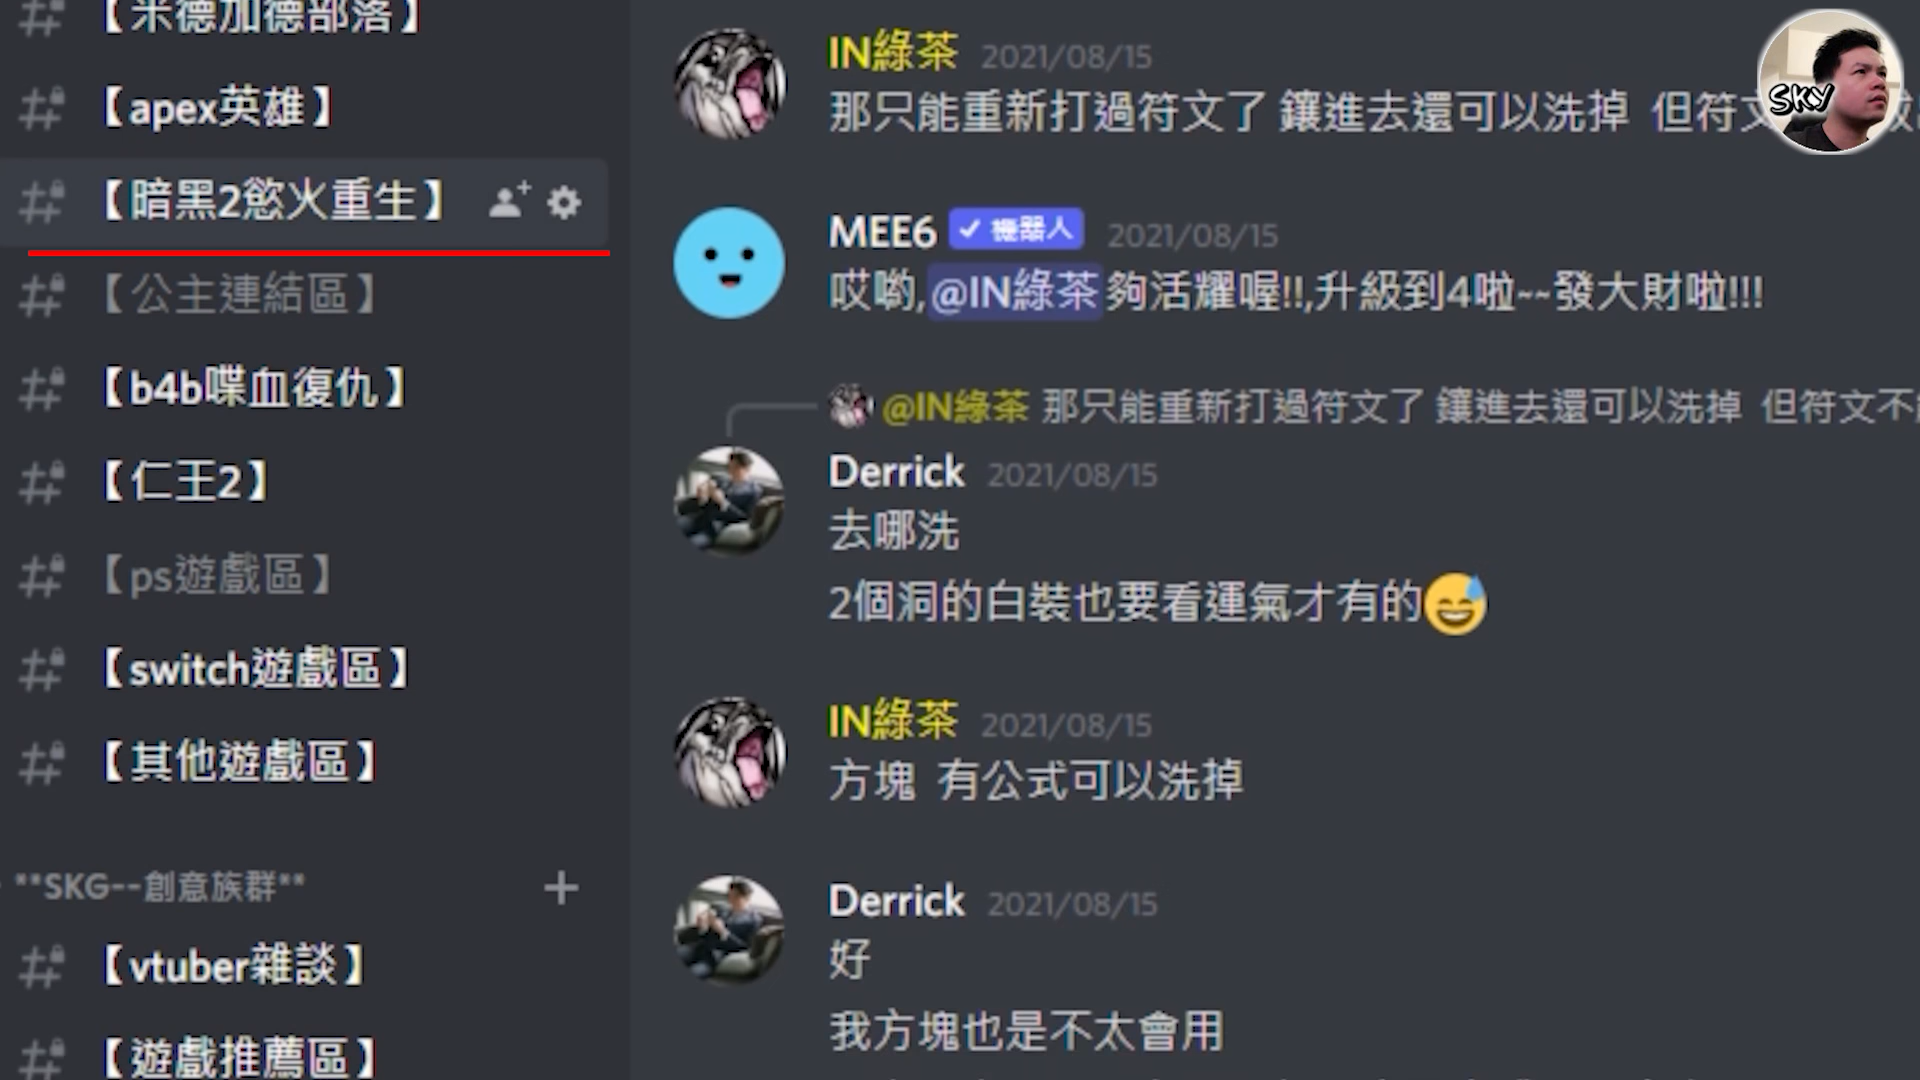 【米德加德部落】
【apex英雄】
【暗黑2慾火重生】
【公主連結區】
【b4b喋血復仇】
【仁王2】
【ps遊戲區】
【switch遊戲區】
【其他遊戲區】
**SKG--創意族群**
【vtuber雜談】
【遊戲推薦區】
IN綠茶 2021/08/15
那只能重新打過符文了 鑲進去還可以洗掉 但符文
SKY
MEE6 機器人 2021/08/15
哎喲,@IN綠茶 夠活耀喔!!,升級到4啦~~發大財啦!!!
@IN綠茶 那只能重新打過符文了 鑲進去還可以洗掉 但符文不
Derrick 2021/08/15
去哪洗
2個洞的白裝也要看運氣才有的
IN綠茶 2021/08/15
方塊 有公式可以洗掉
Derrick 2021/08/15
好
我方塊也是不太會用